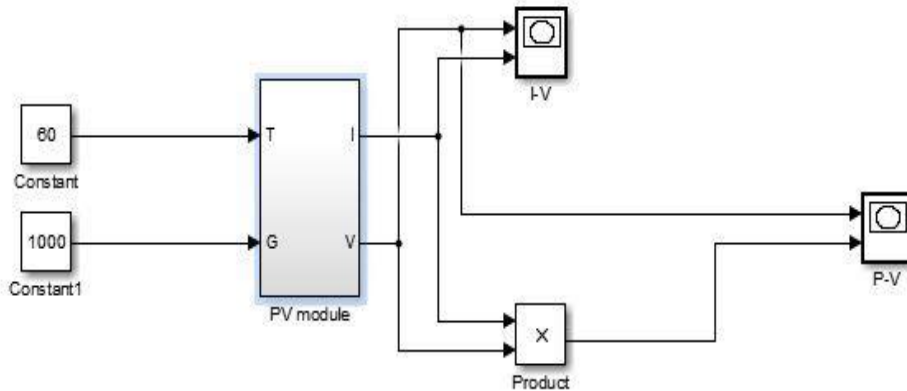 I-V
60
T
I
Constant
1000
G
V
Constant1
PV module
P-V
X
Product